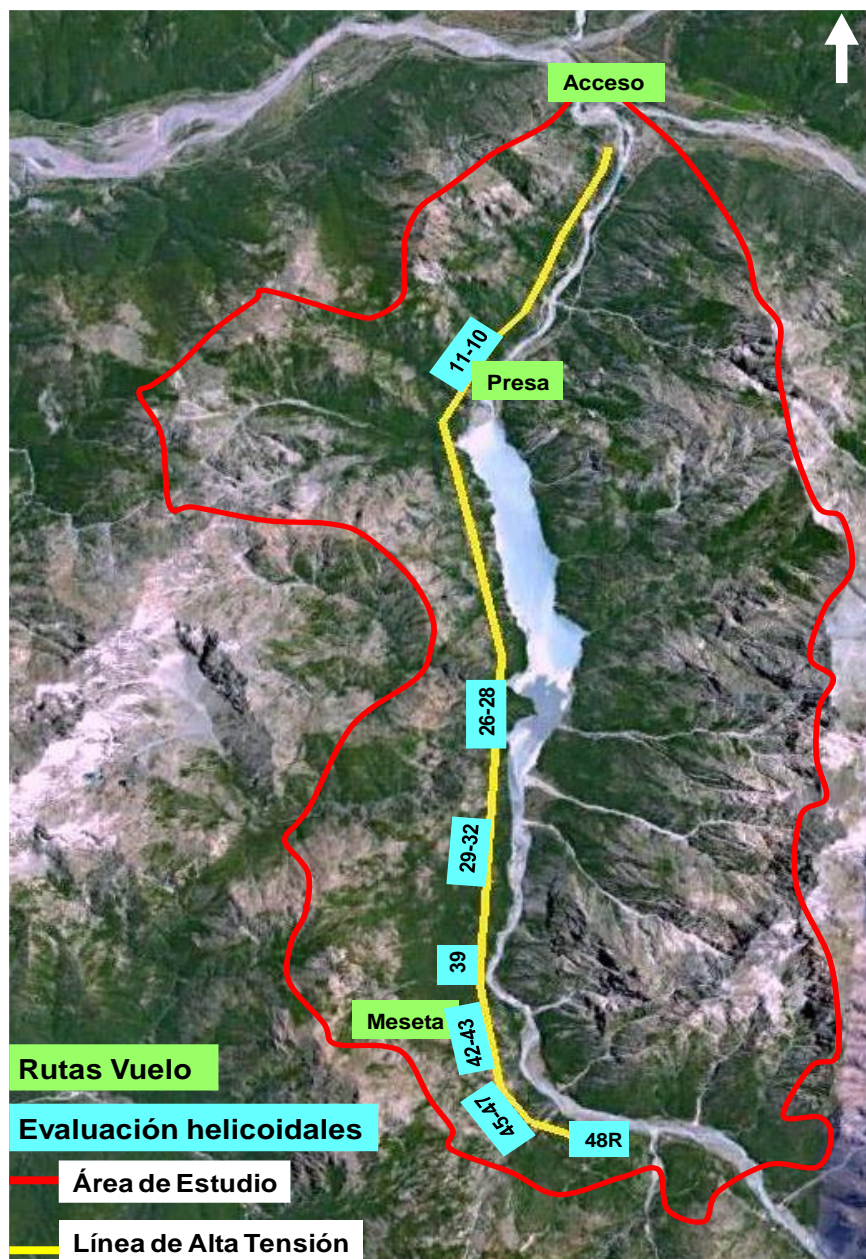 Acceso
11-10
Presa
26-28
29-32
39
Meseta
42-43
45-47
48R
Rutas Vuelo
Evaluación helicoidales
Área de Estudio
Línea de Alta Tensión